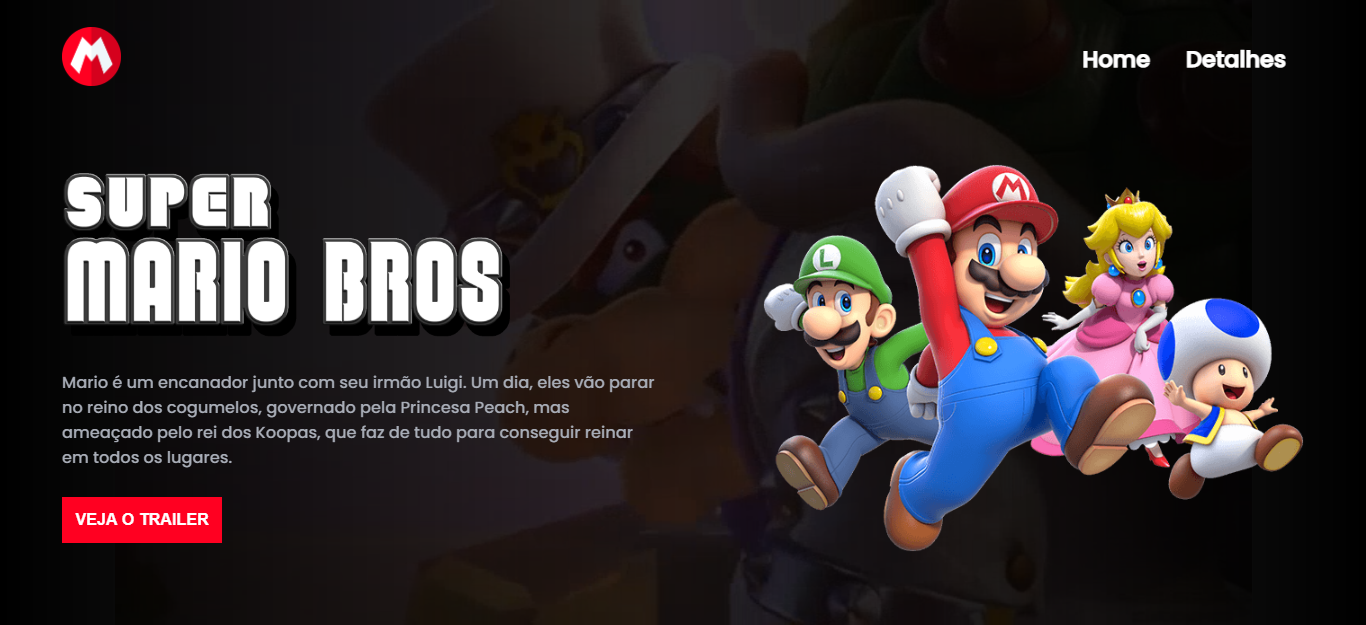 M
Home Detalhes
SUPER
MARIO BROS
M
L
Mario é um encanador junto com seu irmão Luigi. Um dia, eles vão parar
no reino dos cogumelos, governado pela Princesa Peach, mas
ameaçado pelo rei dos Koopas, que faz de tudo para conseguir reinar
em todos os lugares.
VEJA O TRAILER